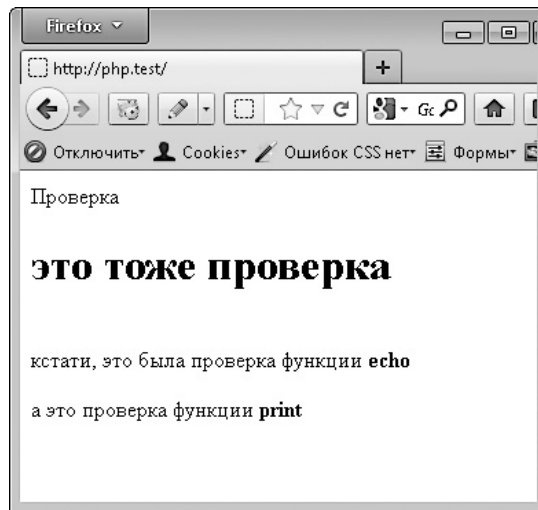 Firefox
http://php.test/
Gc
Отключить Cookies Ошибок CSS нет Формы
Проверка
это тоже проверка
кстати, это была проверка функции echo
а это проверка функции print